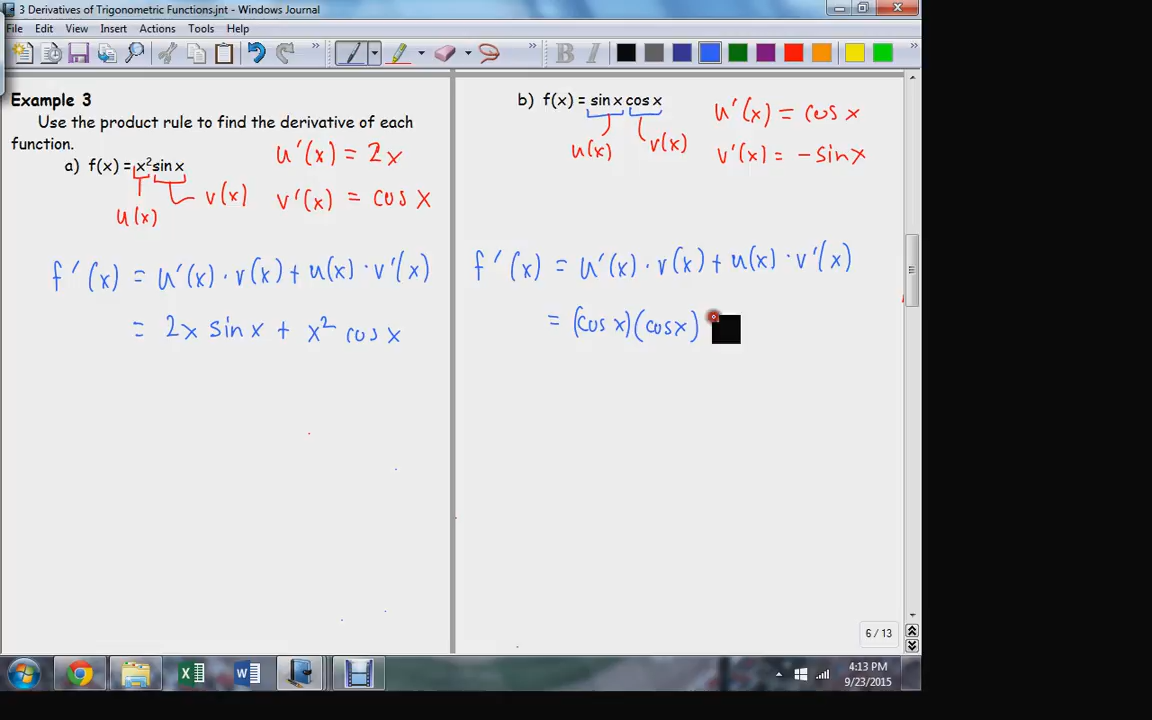 3 Derivatives of Trigonometric Functions.jnt - Windows Journal
File Edit View Insert Actions Tools Help
Example 3
Use the product rule to find the derivative of each
function.
a) f(x) = x²sin x
u(x)
v(x)
u'(x) = 2x
v'(x) = cos x
f'(x) = u'(x) · v(x) + u(x) · v'(x)
= 2x sin x + x² cos x
b) f(x) = sin x cos x
u(x)
v(x)
u'(x) = cos x
v'(x) = -sin x
f'(x) = u'(x) · v(x) + u(x) · v'(x)
= (cos x)(cos x)
6 / 13
4:13 PM
9/23/2015